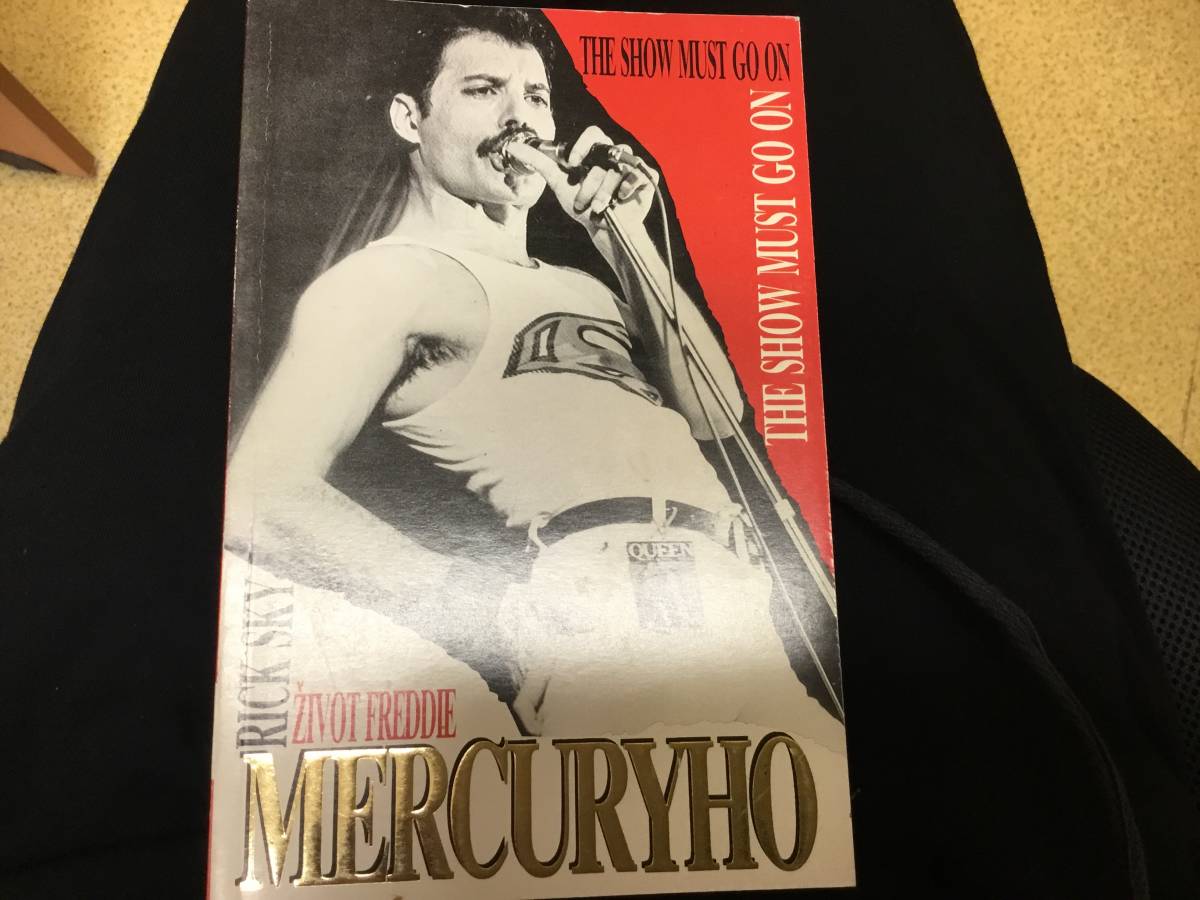 THE SHOW MUST GO ON
THE SHOW MUST GO ON
QUEEN
RICK SKY
ŽIVOT FREDDIE
MERCURYHO